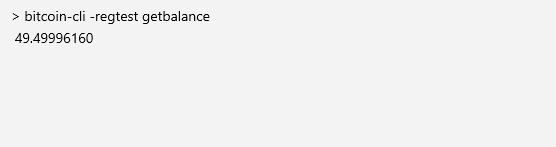 > bitcoin-cli -regtest getbalance
49.49996160